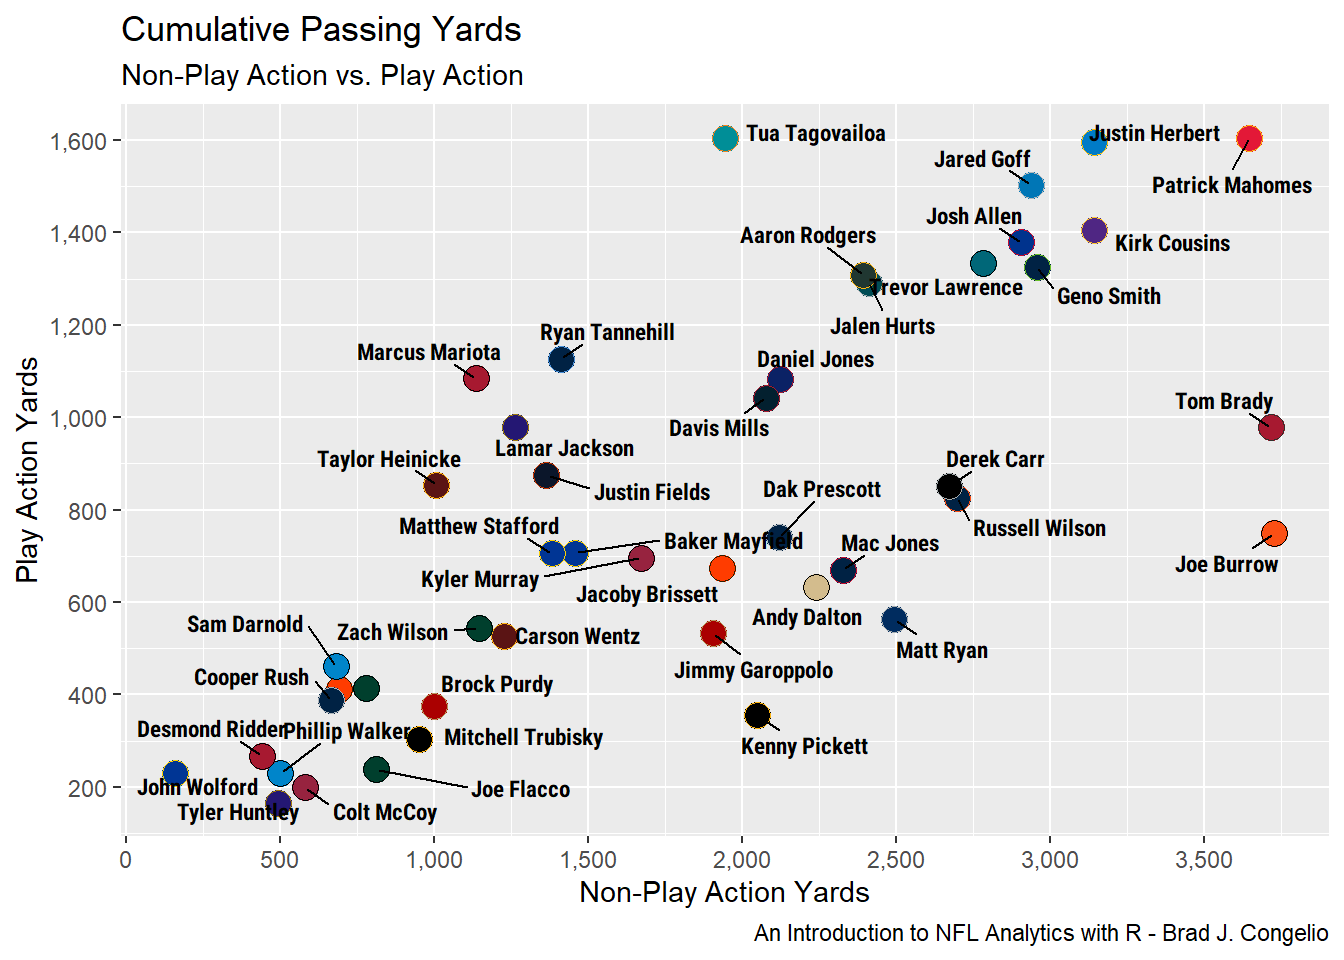 Cumulative Passing Yards
Non-Play Action vs. Play Action
1,600
1,400
1,200
1,000
800
600
400
200
Play Action Yards
Tua Tagovailoa
Justin Herbert
Jared Goff
Patrick Mahomes
Josh Allen
Aaron Rodgers
Kirk Cousins
Trevor Lawrence
Geno Smith
Jalen Hurts
Ryan Tannehill
Marcus Mariota
Daniel Jones
Tom Brady
Davis Mills
Lamar Jackson
Taylor Heinicke
Derek Carr
Justin Fields
Dak Prescott
Matthew Stafford
Russell Wilson
Baker Mayfield
Mac Jones
Joe Burrow
Kyler Murray
Jacoby Brissett
Andy Dalton
Sam Darnold
Zach Wilson
Carson Wentz
Matt Ryan
Jimmy Garoppolo
Cooper Rush
Brock Purdy
Desmond Ridder
Phillip Walker
Mitchell Trubisky
Kenny Pickett
John Wolford
Joe Flacco
Tyler Huntley
Colt McCoy
0
500
1,000
1,500
2,000
2,500
3,000
3,500
Non-Play Action Yards
An Introduction to NFL Analytics with R - Brad J. Congelio